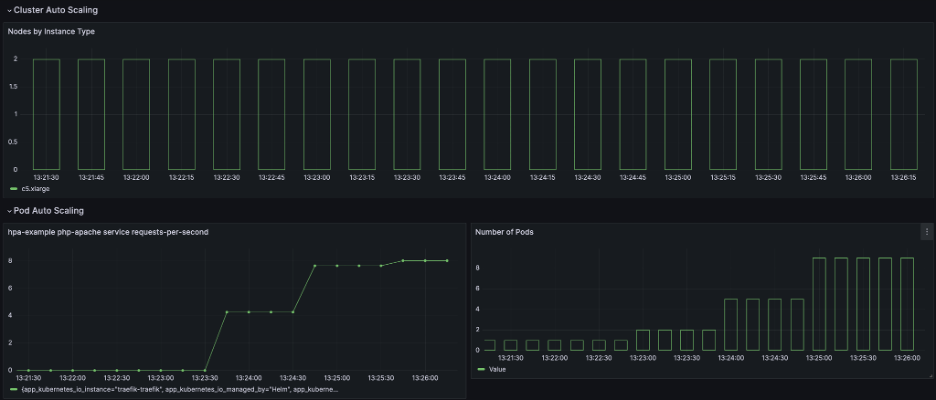 Cluster Auto Scaling
Nodes by Instance Type
2
1.5
1
0.5
0
13:21:30 13:21:45 13:22:00 13:22:15 13:22:30 13:22:45 13:23:00 13:23:15 13:23:30 13:23:45 13:24:00 13:24:15 13:24:30 13:24:45 13:25:00 13:25:15 13:25:30 13:25:45 13:26:00 13:26:15
c5.xlarge
Pod Auto Scaling
hpa-example php-apache service requests-per-second
8
6
4
2
0
13:21:30 13:22:00 13:22:30 13:23:00 13:23:30 13:24:00 13:24:30 13:25:00 13:25:30 13:26:00
{app_kubernetes_io_instance="traefik-traefik", app_kubernetes_io_managed_by="Helm", app_kuberne...
Number of Pods
8
6
4
2
0
13:21:30 13:22:00 13:22:30 13:23:00 13:23:30 13:24:00 13:24:30 13:25:00 13:25:30 13:26:00
Value